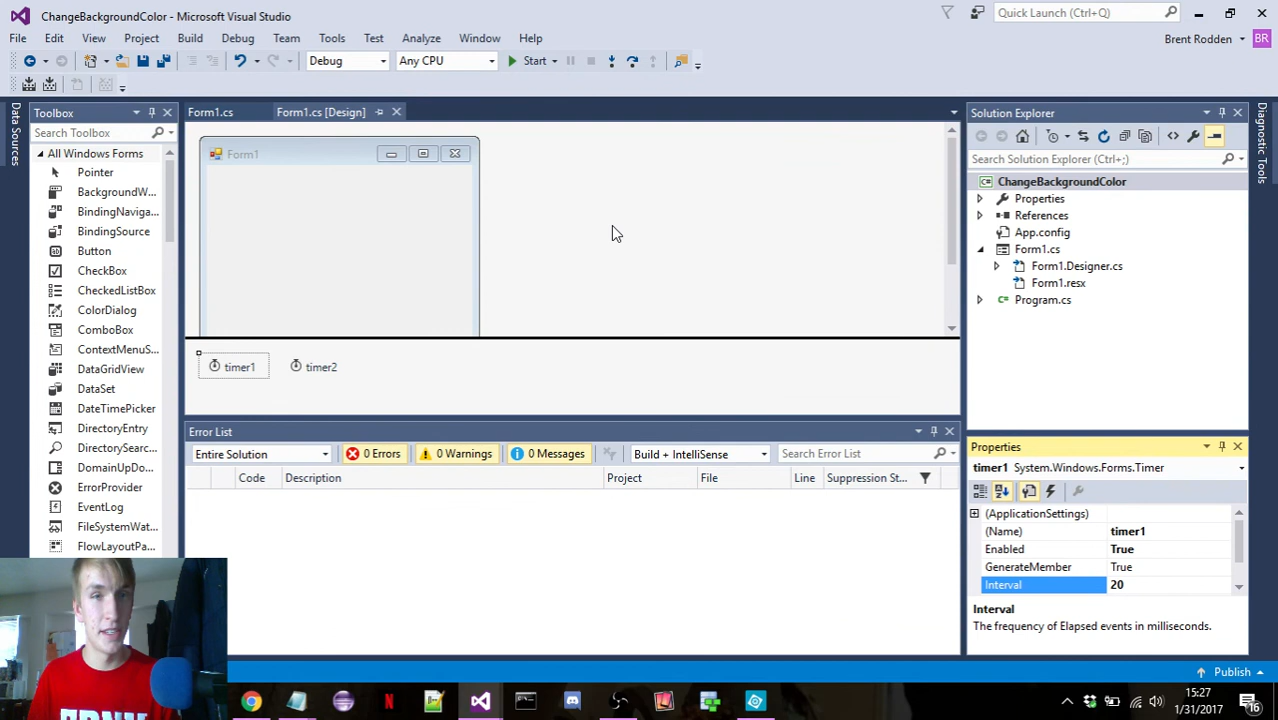 ChangeBackgroundColor - Microsoft Visual Studio
Quick Launch (Ctrl+Q)
File Edit View Project Build Debug Team Tools Test Analyze Window Help
Brent Rodden BR
Debug Any CPU Start
Data Sources
Toolbox
Search Toolbox
All Windows Forms
Pointer
BackgroundW...
BindingNaviga...
BindingSource
Button
CheckBox
CheckedListBox
ColorDialog
ComboBox
ContextMenuS...
DataGridView
DataSet
DateTimePicker
DirectoryEntry
DirectorySearc...
DomainUpDo...
ErrorProvider
EventLog
FileSystemWat...
FlowLayoutPa...
Form1.cs Form1.cs [Design]
Form1
timer1 timer2
Error List
Entire Solution 0 Errors 0 Warnings 0 Messages Build + IntelliSense Search Error List
Code Description Project File Line Suppression St...
Solution Explorer
Search Solution Explorer (Ctrl+;)
ChangeBackgroundColor
Properties
References
App.config
Form1.cs
Form1.Designer.cs
Form1.resx
Program.cs
Diagnostic Tools
Properties
timer1 System.Windows.Forms.Timer
(ApplicationSettings)
(Name) timer1
Enabled True
GenerateMember True
Interval 20
Interval
The frequency of Elapsed events in milliseconds.
Publish
15:27
1/31/2017
16